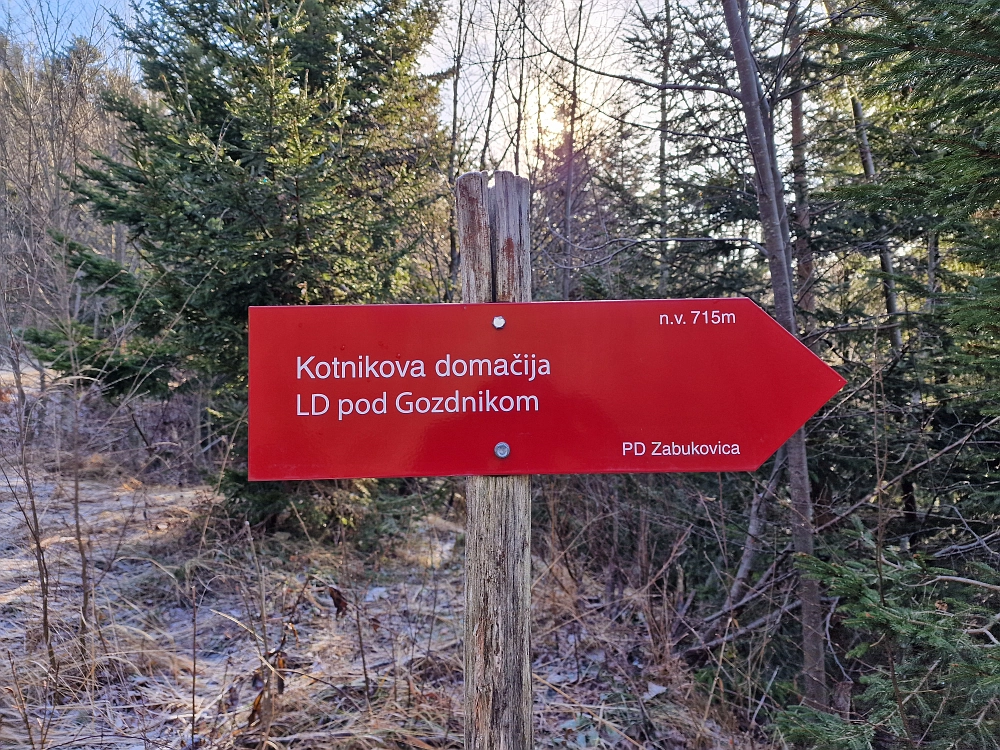 n.v. 715m
Kotnikova domačija
LD pod Gozdnikom
PD Zabukovica